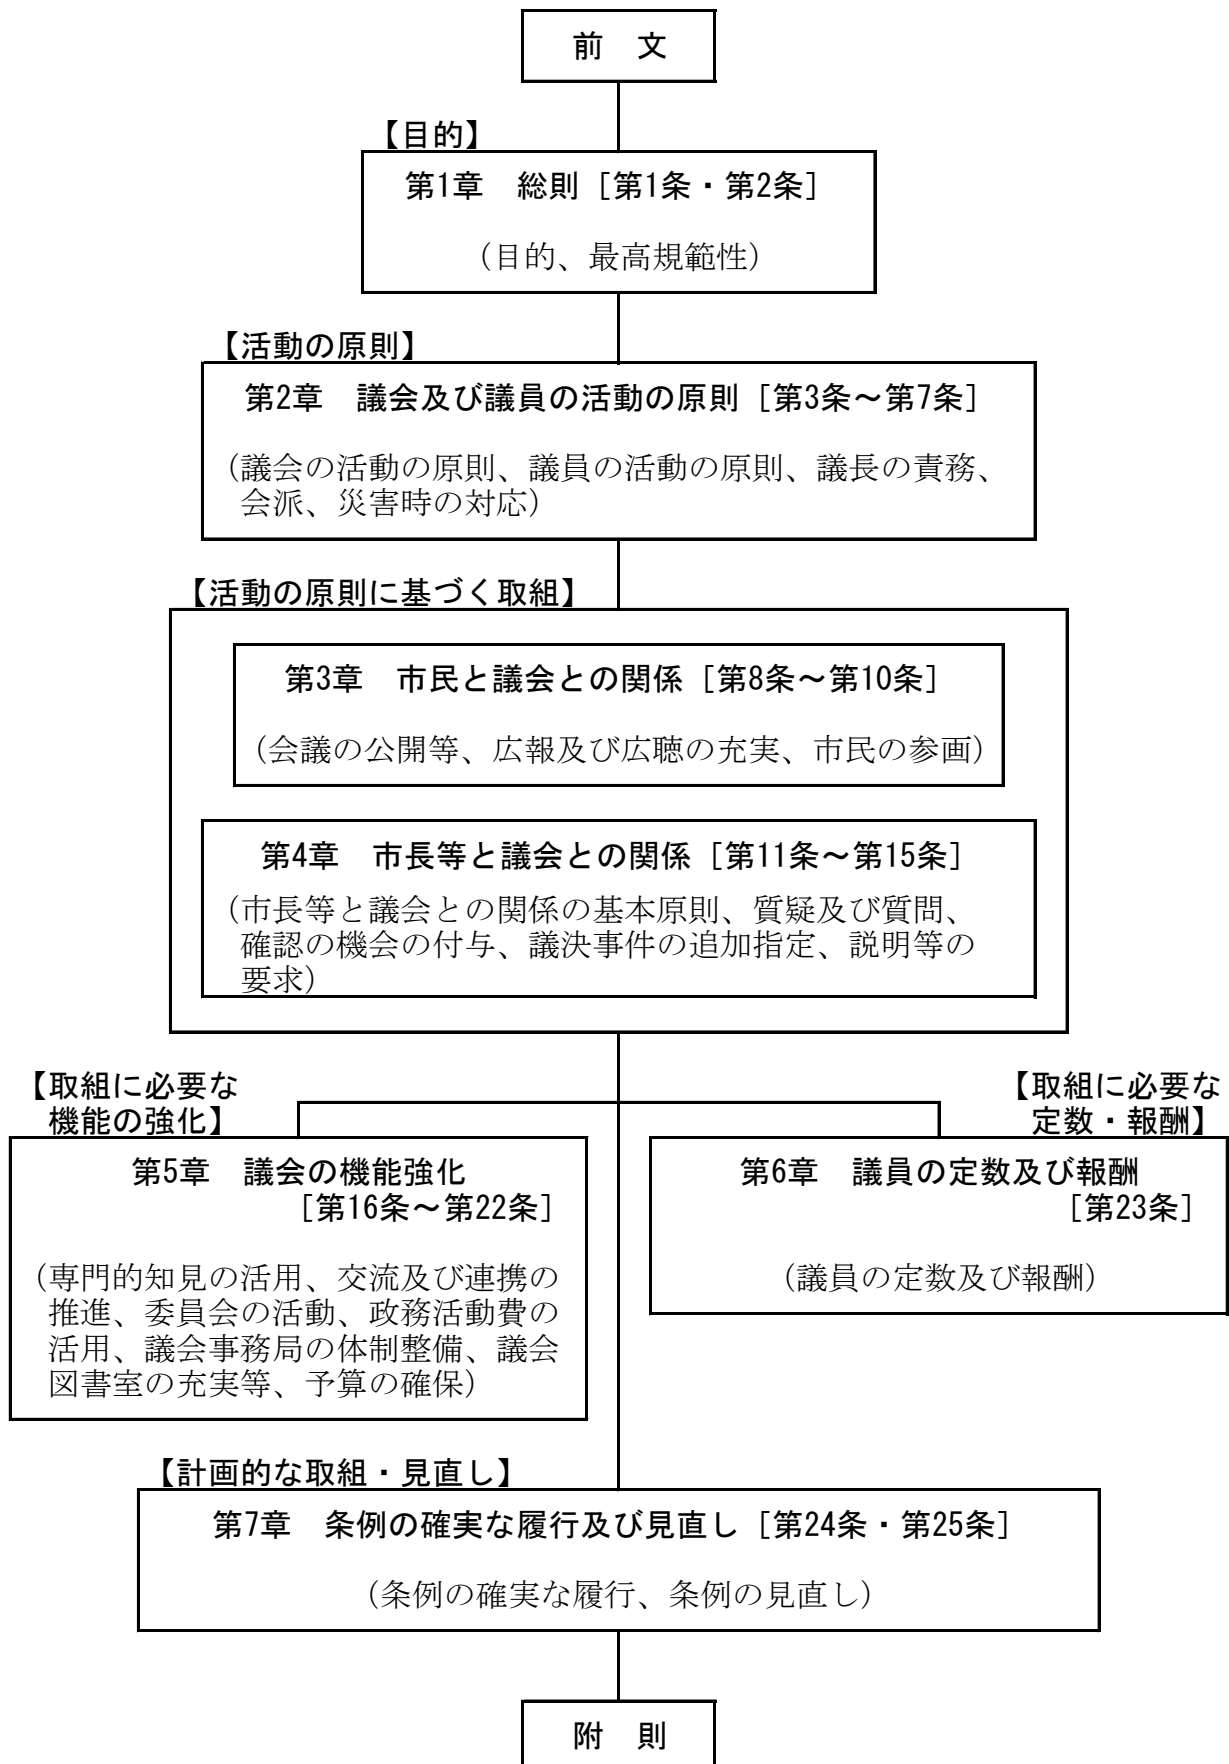 前　文
【目的】
第1章　総則［第1条・第2条］
（目的、最高規範性）
【活動の原則】
第2章　議会及び議員の活動の原則［第3条～第7条］
（議会の活動の原則、議員の活動の原則、議長の責務、
会派、災害時の対応）
【活動の原則に基づく取組】
第3章　市民と議会との関係［第8条～第10条］
（会議の公開等、広報及び広聴の充実、市民の参画）
第4章　市長等と議会との関係［第11条～第15条］
（市長等と議会との関係の基本原則、質疑及び質問、
確認の機会の付与、議決事件の追加指定、説明等の
要求）
【取組に必要な
機能の強化】
第5章　議会の機能強化
［第16条～第22条］
（専門的知見の活用、交流及び連携の
推進、委員会の活動、政務活動費の
活用、議会事務局の体制整備、議会
図書室の充実等、予算の確保）
【取組に必要な
定数・報酬】
第6章　議員の定数及び報酬
［第23条］
（議員の定数及び報酬）
【計画的な取組・見直し】
第7章　条例の確実な履行及び見直し［第24条・第25条］
（条例の確実な履行、条例の見直し）
附　則